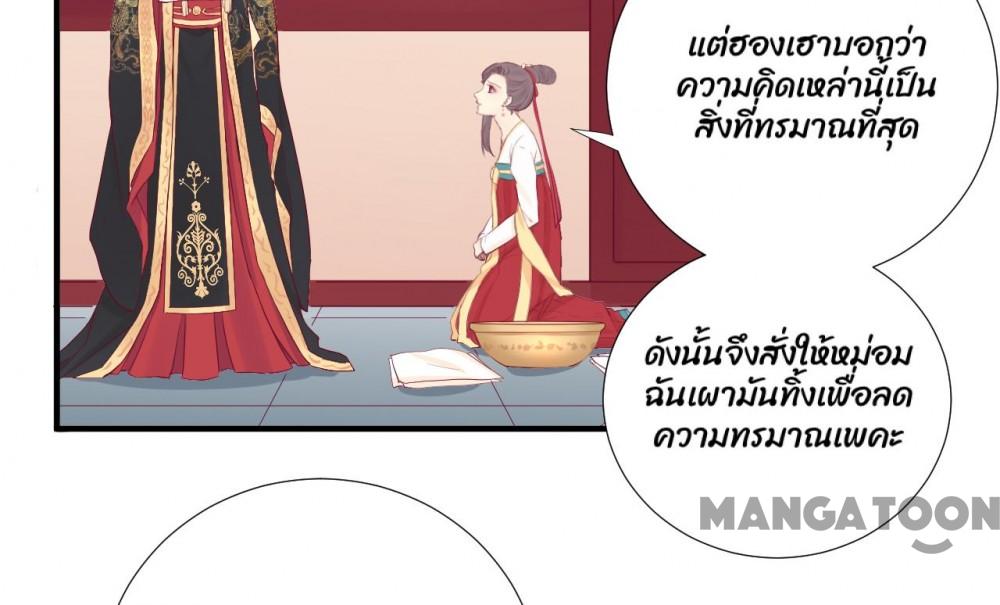 แต่ฮองเฮาบอกว่า
ความคิดเหล่านี้เป็น
สิ่งที่ทรมาณที่สุด
ดังนั้นจึงสั่งให้หม่อม
ฉันเผามันทิ้งเพื่อลด
ความทรมาณเพคะ
MANGATOON